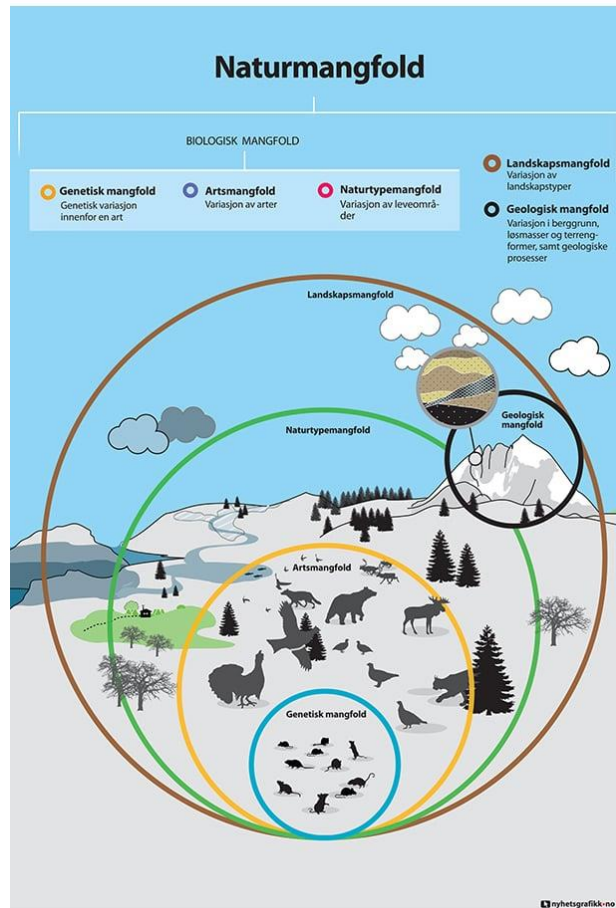 Naturmangfold
BIOLOGISK MANGFOLD
Genetisk mangfold
Genetisk variasjon
innenfor en art
Artsmangfold
Variasjon av arter
Naturtypemangfold
Variasjon av leveområ-
der
Landskapsmangfold
Variasjon av
landskapstyper
Geologisk mangfold
Variasjon i berggrunn,
løsmasser og terreng-
former, samt geologiske
prosesser
Landskapsmangfold
Geologisk
mangfold
Naturtypemangfold
Artsmangfold
Genetisk mangfold
nyhetsgrafikk•no